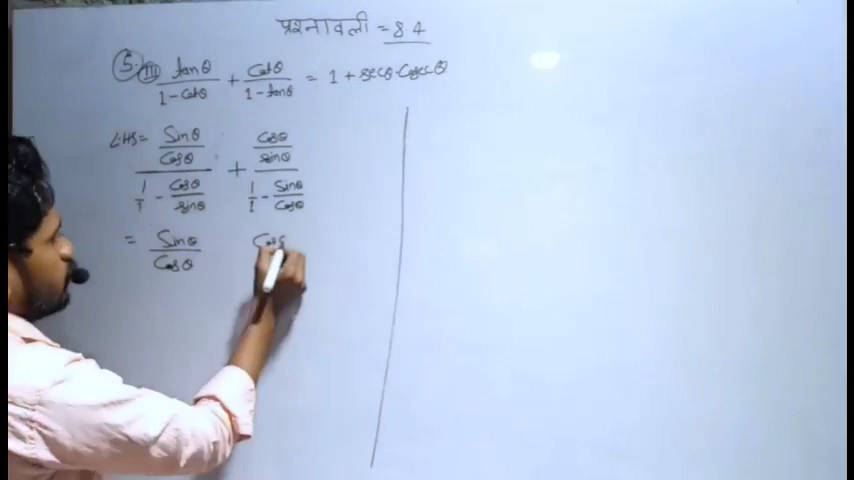 प्रश्नावली = 8 4
5. III tanθ / 1 - cotθ + cotθ / 1 - tanθ = 1 + secθ · cosecθ
L.H.S = (sinθ / cosθ) / (1/1 - cosθ / sinθ) + (cosθ / sinθ) / (1/1 - sinθ / cosθ)
= sinθ / cosθ cos